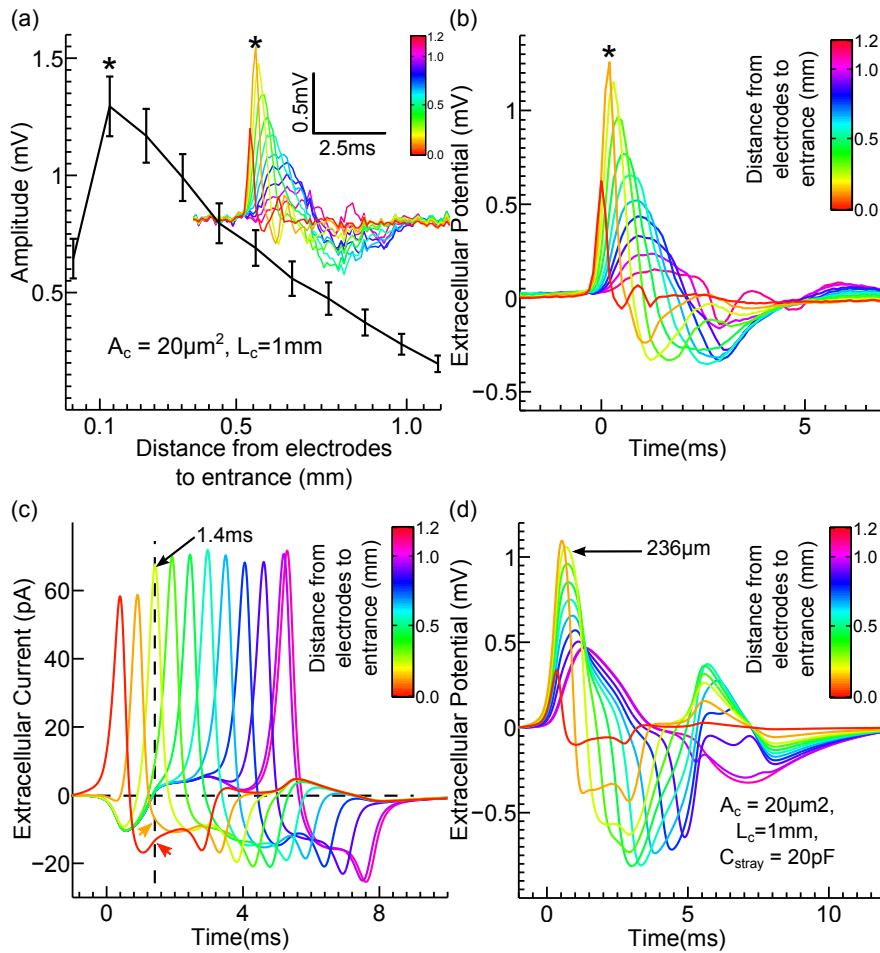 (a)
*
*
1.2
1.0
0.5
0.0
0.5mV
2.5ms
1.5
1
0.5
Amplitude (mV)
A_c = 20µm², L_c=1mm
0.1
0.5
1.0
Distance from electrodes
to entrance (mm)
(b)
*
Distance from
electrodes to
entrance (mm)
1.2
1.0
0.5
0.0
1
0.5
0
−0.5
Extracellular Potential (mV)
0
5
Time(ms)
(c)
1.4ms
Distance from
electrodes to
entrance (mm)
1.2
1.0
0.5
0.0
60
40
20
0
−20
Extracellular Current (pA)
0
4
8
Time(ms)
(d)
236µm
Distance from
electrodes to
entrance (mm)
1.2
1.0
0.5
0.0
1
0.5
0
−0.5
Extracellular Potential (mV)
A_c = 20µm2,
L_c=1mm,
C_stray = 20pF
0
5
10
Time(ms)